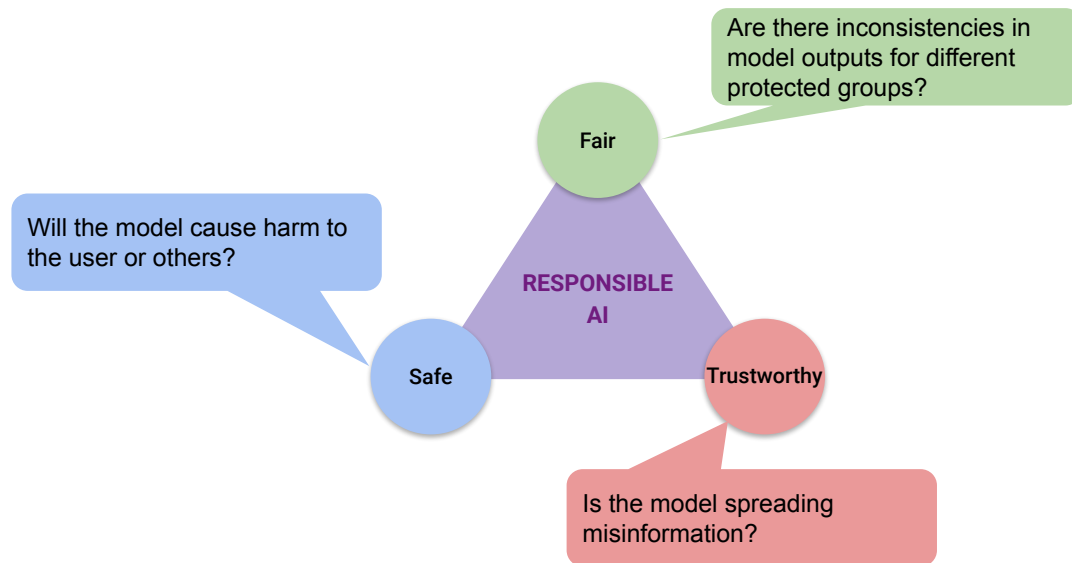 Are there inconsistencies in
model outputs for different
protected groups?
Fair
Will the model cause harm to
the user or others?
RESPONSIBLE
AI
Safe
Trustworthy
Is the model spreading
misinformation?